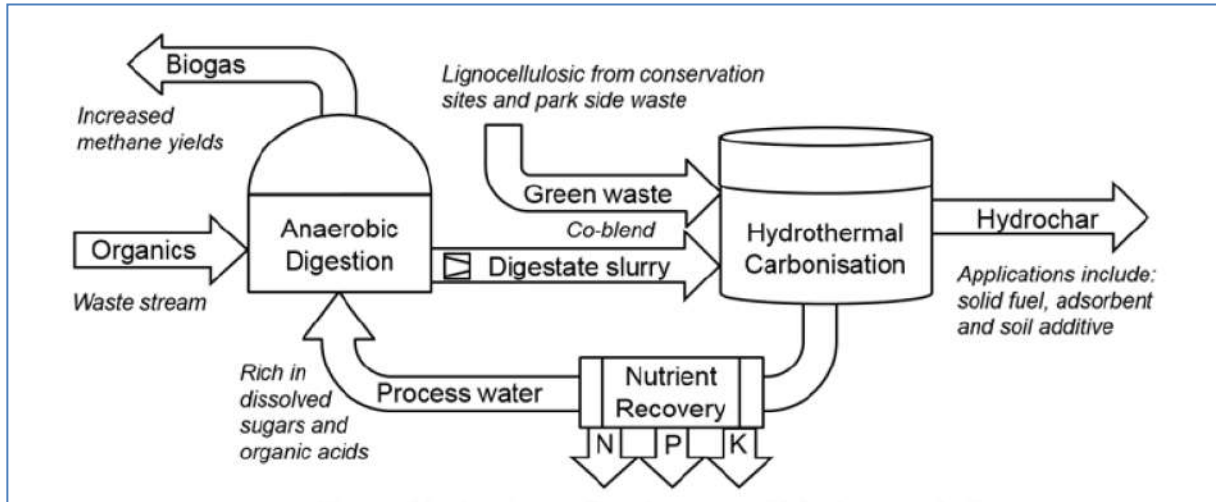 Biogas
Increased
methane yields
Lignocellulosic from conservation
sites and park side waste
Green waste
Co-blend
Organics
Waste stream
Anaerobic
Digestion
Digestate slurry
Hydrothermal
Carbonisation
Hydrochar
Applications include:
solid fuel, adsorbent
and soil additive
Rich in
dissolved
sugars and
organic acids
Process water
Nutrient
Recovery
N P K